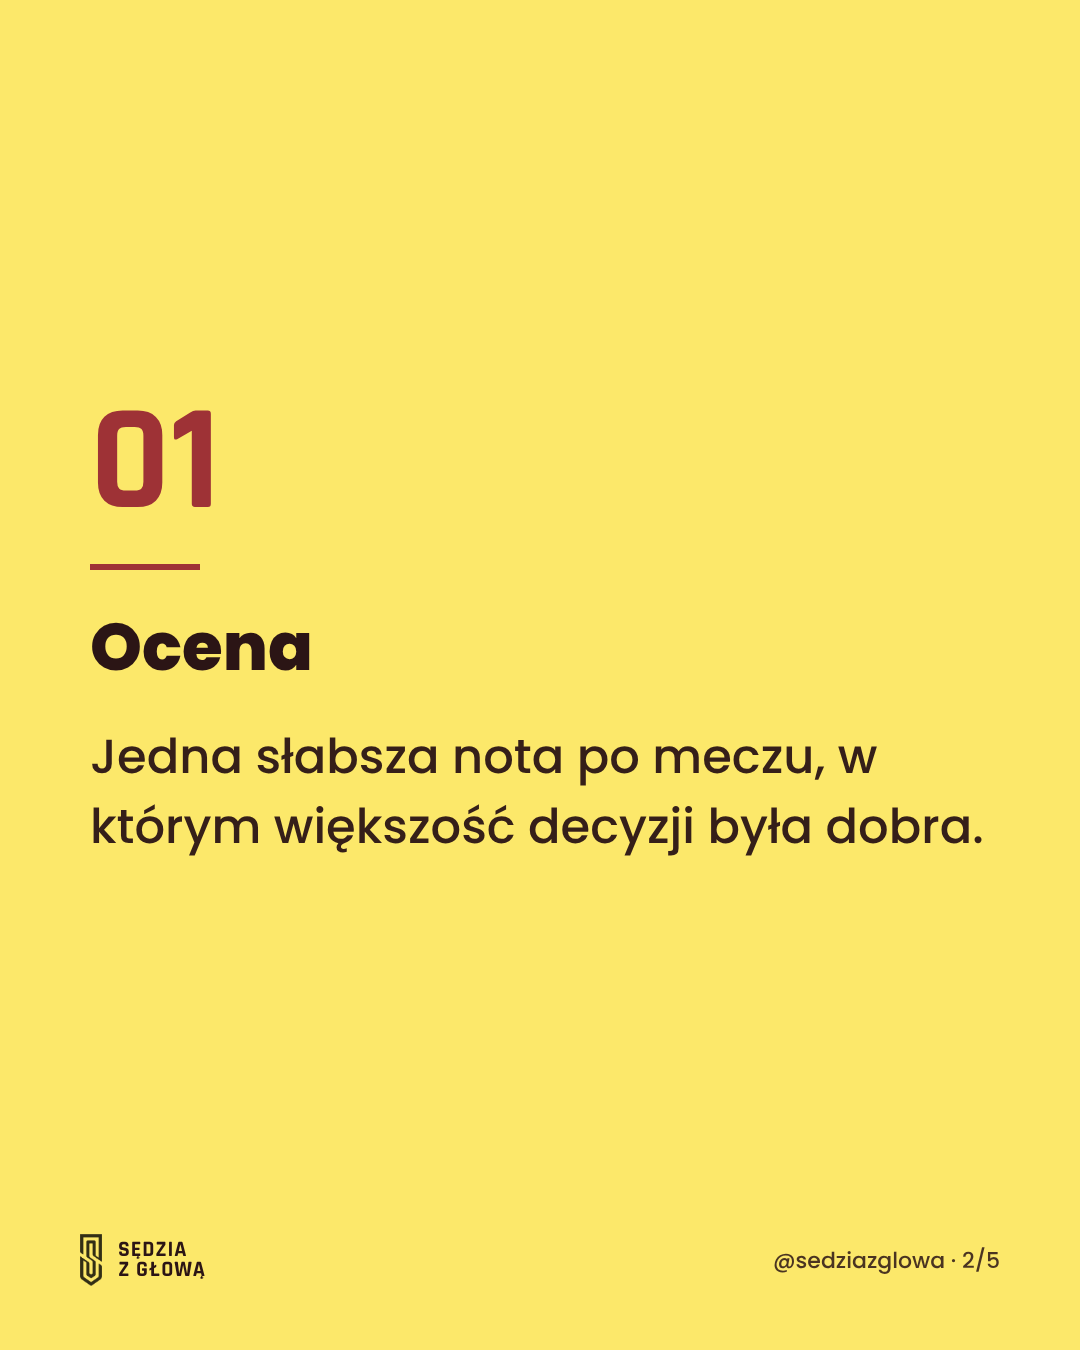 01
Ocena
Jedna słabsza nota po meczu, w
którym większość decyzji była dobra.
SĘDZIA
Z GŁOWĄ
@sedziazglowa · 2/5